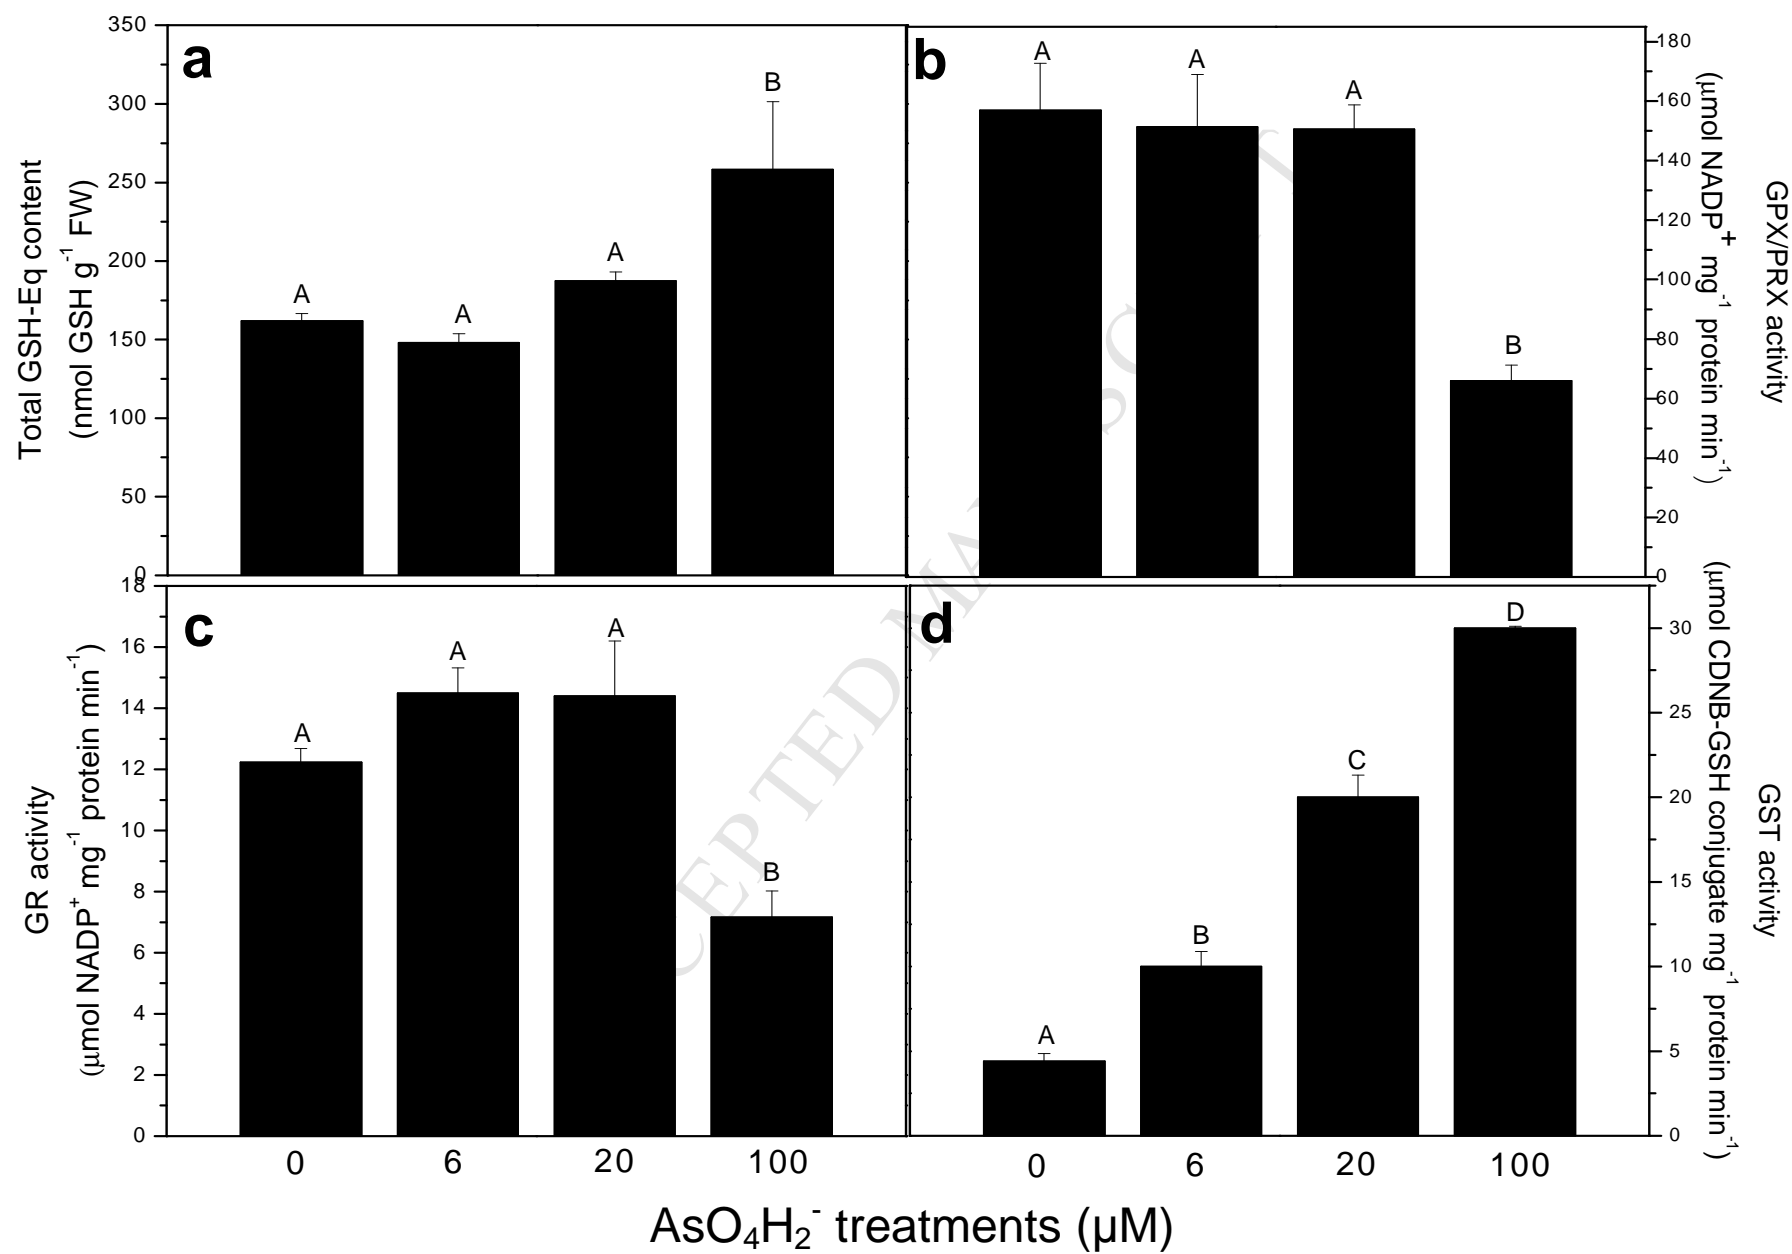 a
Total GSH-Eq content
(nmol GSH g⁻¹ FW)
350
300
250
200
150
100
50
0
A
A
A
B
b
GPX/PRX activity
(µmol NADP⁺ mg⁻¹ protein min⁻¹)
180
160
140
120
100
80
60
40
20
0
A
A
A
B
c
GR activity
(µmol NADP⁺ mg⁻¹ protein min⁻¹)
18
16
14
12
10
8
6
4
2
0
A
A
A
B
0 6 20 100
d
GST activity
(µmol CDNB-GSH conjugate mg⁻¹ protein min⁻¹)
30
25
20
15
10
5
0
A
B
C
D
0 6 20 100
AsO₄H₂⁻ treatments (µM)